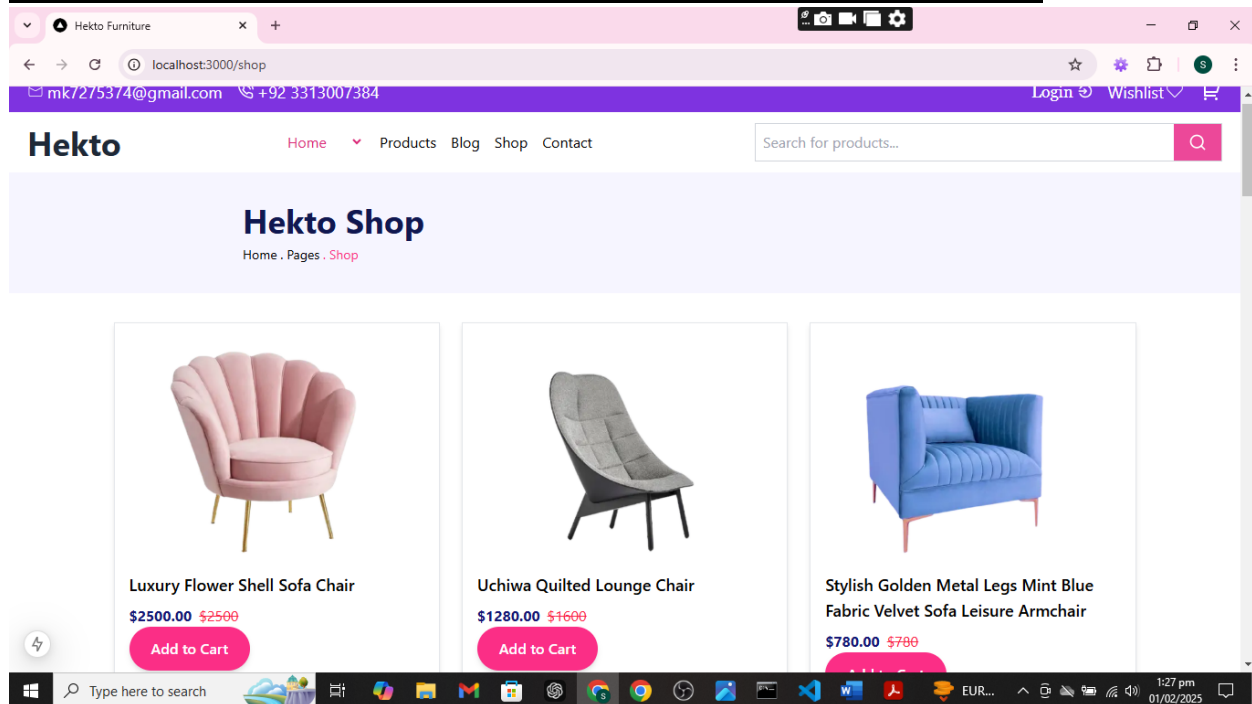 Hekto Furniture
localhost:3000/shop
S
mk7275374@gmail.com +92 3313007384 Login Wishlist
Hekto Home Products Blog Shop Contact Search for products...
Hekto Shop
Home . Pages . Shop
Luxury Flower Shell Sofa Chair
$2500.00 $2500
Add to Cart
Uchiwa Quilted Lounge Chair
$1280.00 $1600
Add to Cart
Stylish Golden Metal Legs Mint Blue
Fabric Velvet Sofa Leisure Armchair
$780.00 $780
Add to Cart
Type here to search
EUR...
1:27 pm
01/02/2025